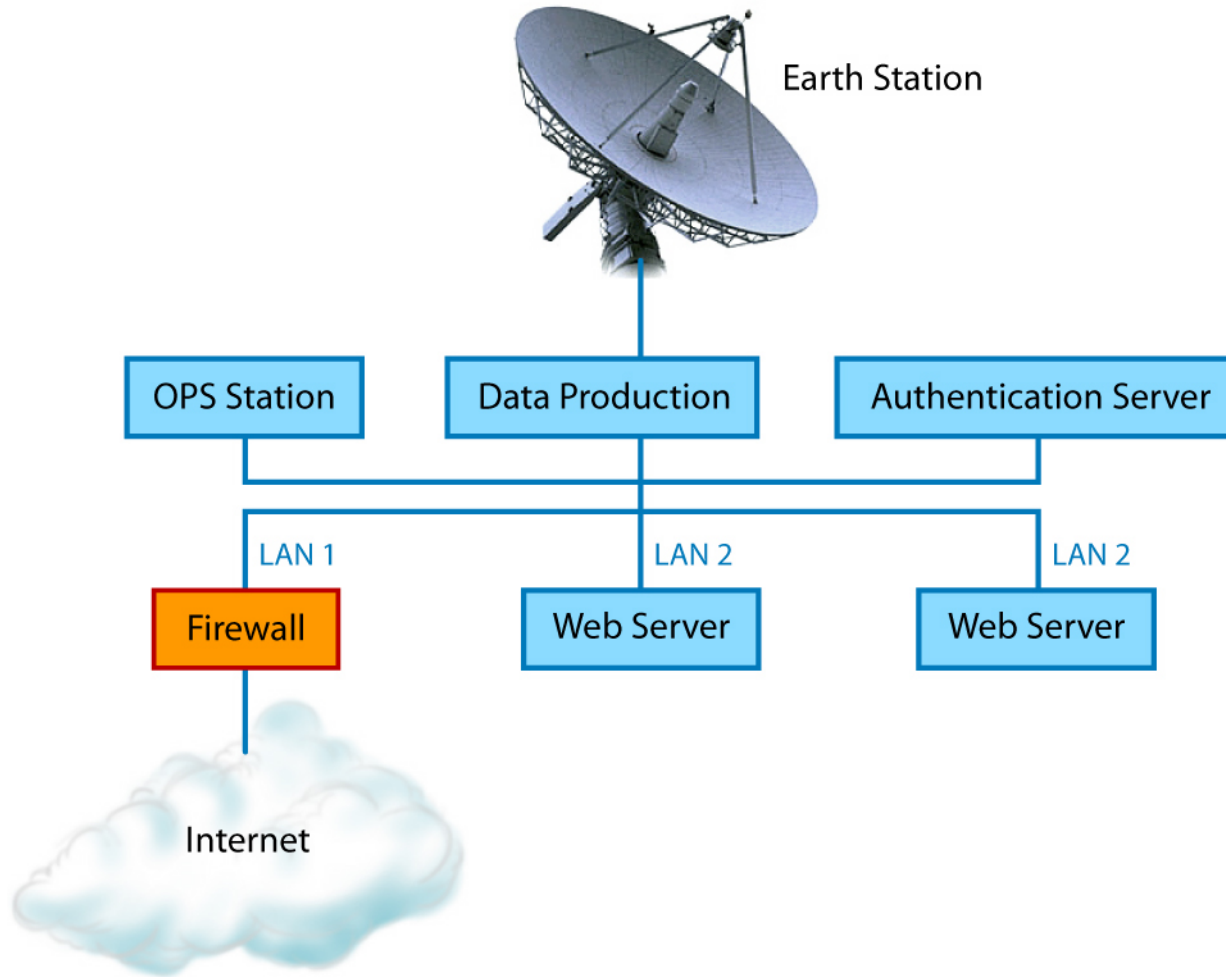 Earth Station
OPS Station
Data Production
Authentication Server
LAN 1
LAN 2
LAN 2
Firewall
Web Server
Web Server
Internet